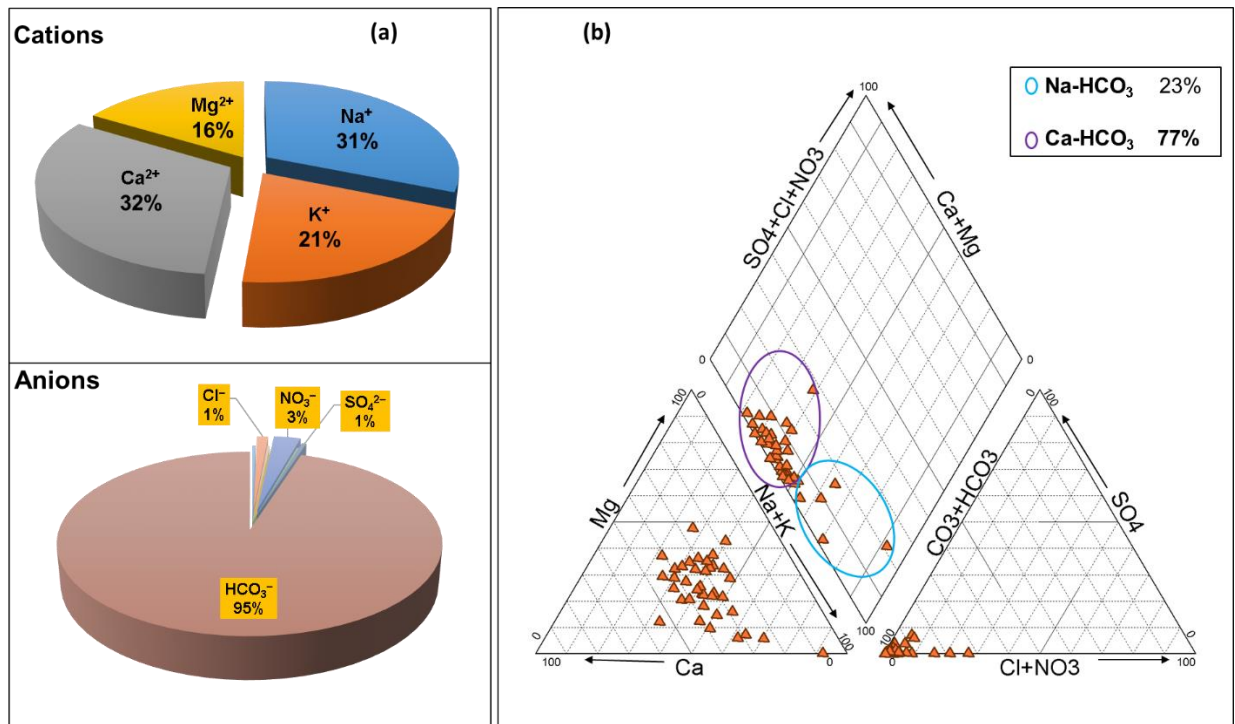 Cations
(a)
Mg²⁺
16%
Na⁺
31%
Ca²⁺
32%
K⁺
21%
Anions
Cl⁻
1%
NO₃⁻
3%
SO₄²⁻
1%
HCO₃⁻
95%
(b)
Na-HCO₃ 23%
Ca-HCO₃ 77%
100
SO4+Cl+NO3
Ca+Mg
0
0
100
100
Mg
Na+K
CO3+HCO3
SO4
0
100
100
0
100
Ca
0
100
0
Cl+NO3
100